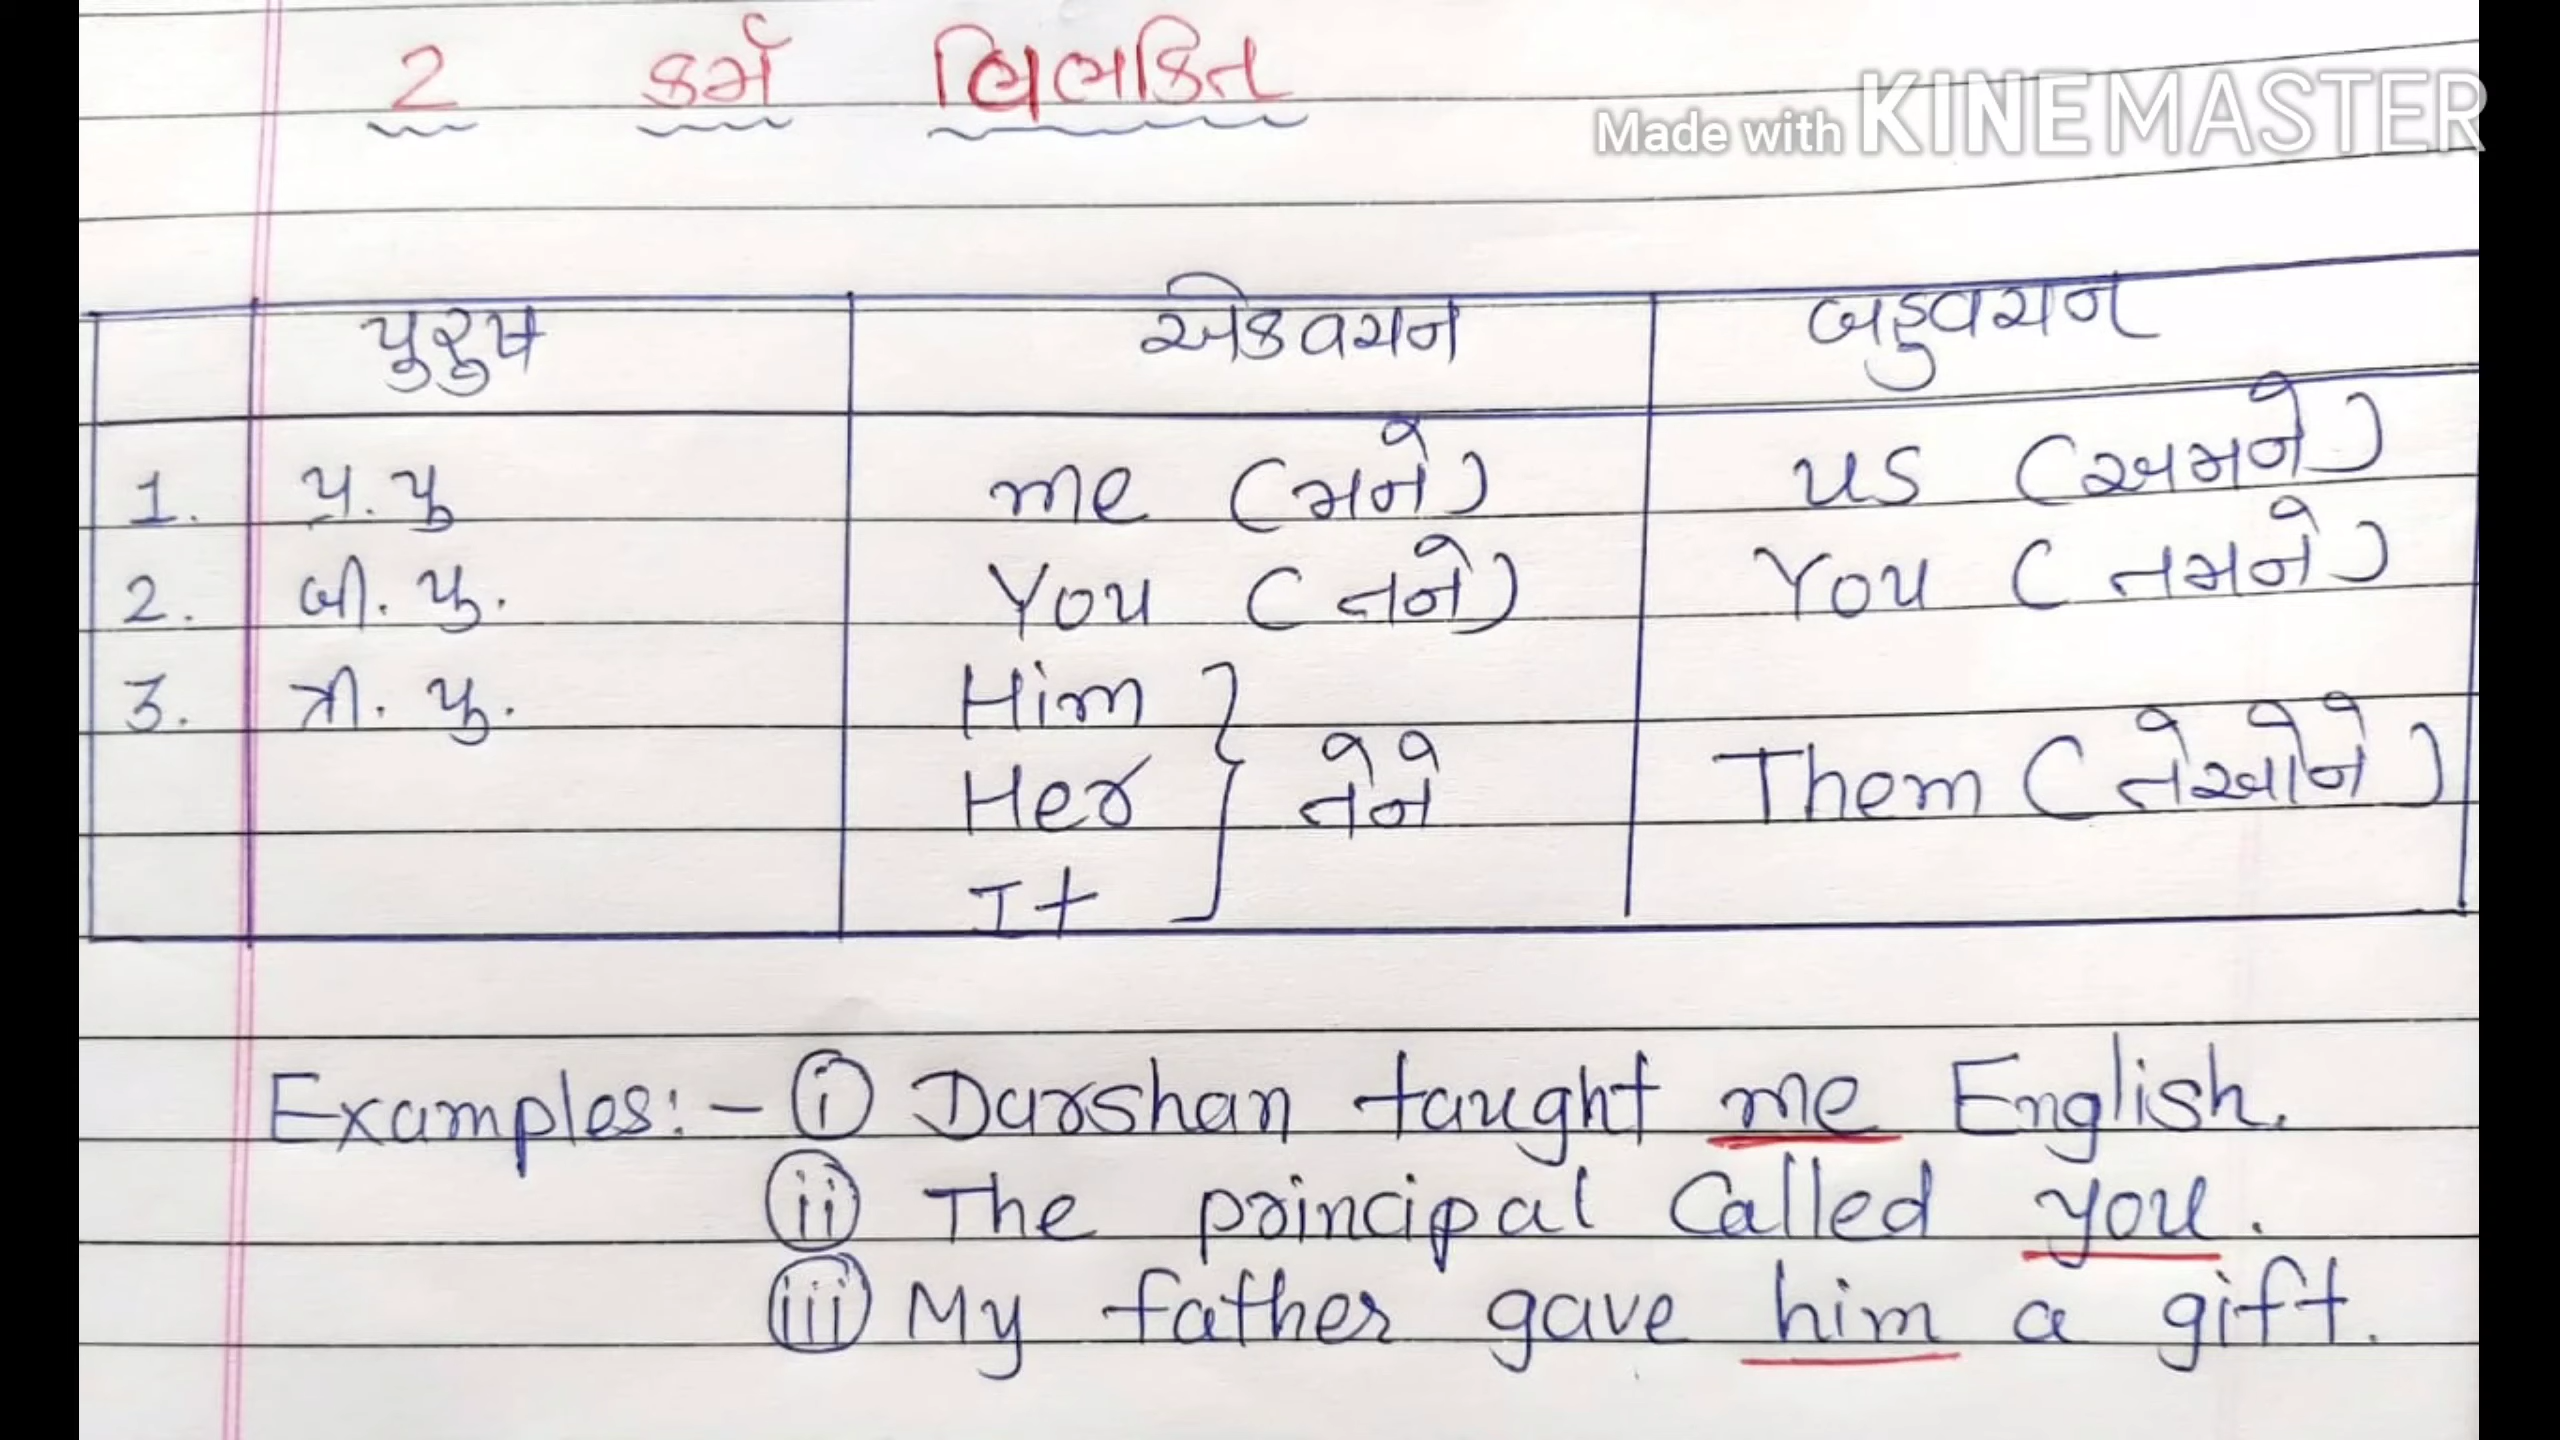 2 કર્મ વિભક્તિ
Made with KINEMASTER
પુરુષ એકવચન બહુવચન
1. પ્ર. પુ me (મને) us (અમને)
2. બી. પુ. You (તને) You (તમને)
3. ત્રી. પુ. Him
Her } તેને Them (તેઓને)
It
Examples:- (i) Darshan taught me English.
(ii) The principal Called you.
(iii) My father gave him a gift.